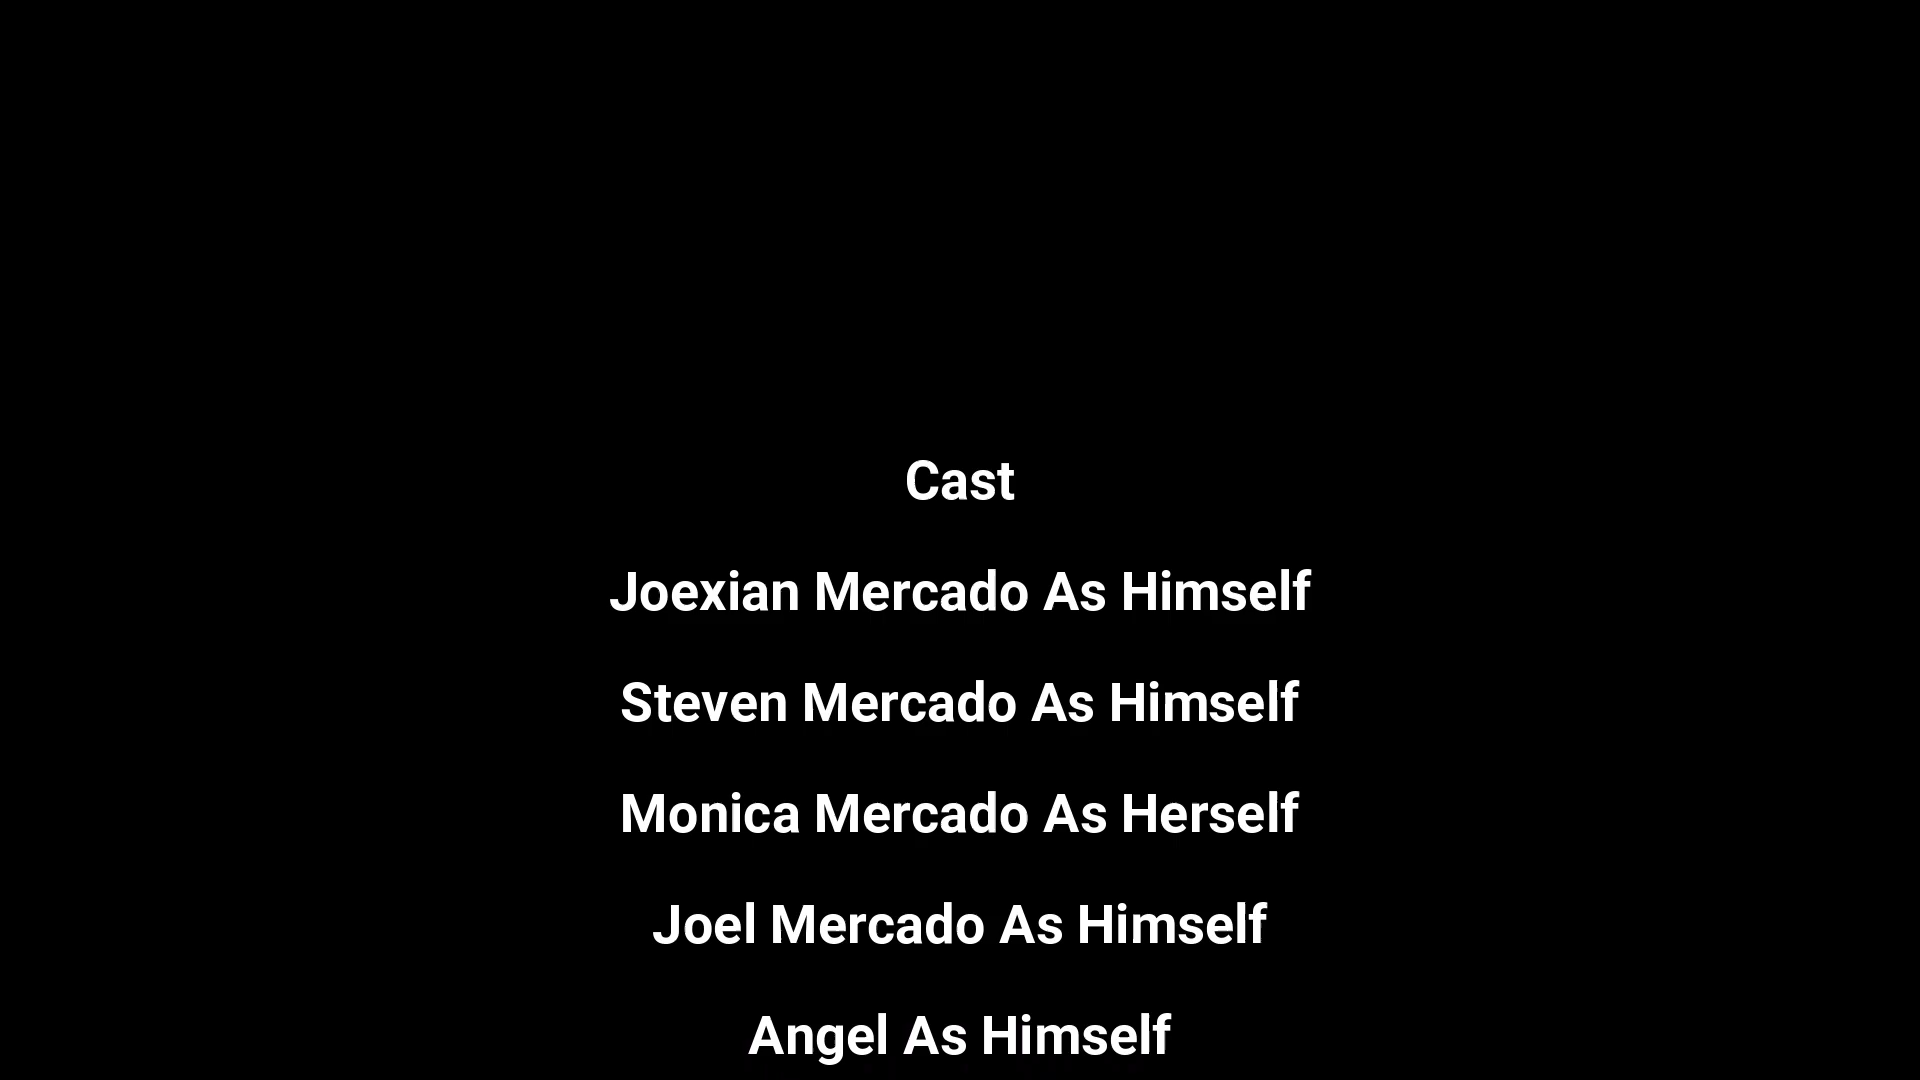 Cast
Joexian Mercado As Himself
Steven Mercado As Himself
Monica Mercado As Herself
Joel Mercado As Himself
Angel As Himself